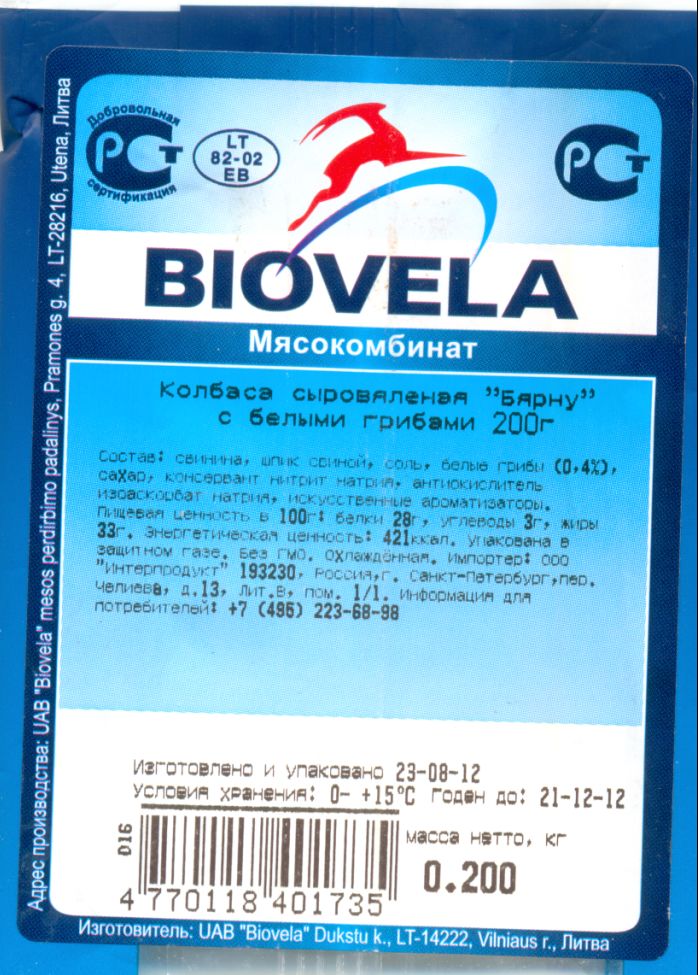 Добровольная
РСТ
сертификация
LT
82-02
EB
РСТ
BIOVELA
Мясокомбинат
Колбаса сыровяленая "Бярну"
с белыми грибами 200г
Состав: свинина, шпик свиной, соль, белые грибы (0,4%),
сахар, консервант нитрит натрия, антиокислитель
изоаскорбат натрия, искусственные ароматизаторы.
Пищевая ценность в 100г: белки 28г, углеводы 3г, жиры
33г. Энергетическая ценность: 421ккал. Упакована в
защитном газе. Без ГМО. Охлаждённая. Импортер: ООО
"Интерпродукт" 193230, Россия,г. Санкт-Петербург,пер.
Челиева, д.13, Лит.В, пом. 1/1. Информация для
потребителей: +7 (495) 223-68-98
Изготовлено и упаковано 23-08-12
Условия хранения: 0- +15°C Годен до: 21-12-12
D16
масса нетто, кг
0.200
4 770118 401735
Изготовитель: UAB "Biovela" Dukstu k., LT-14222, Vilniaus r., Литва
Адрес производства: UAB "Biovela" mesos perdirbimo padalinys, Pramones g. 4, LT-28216, Utena, Литва